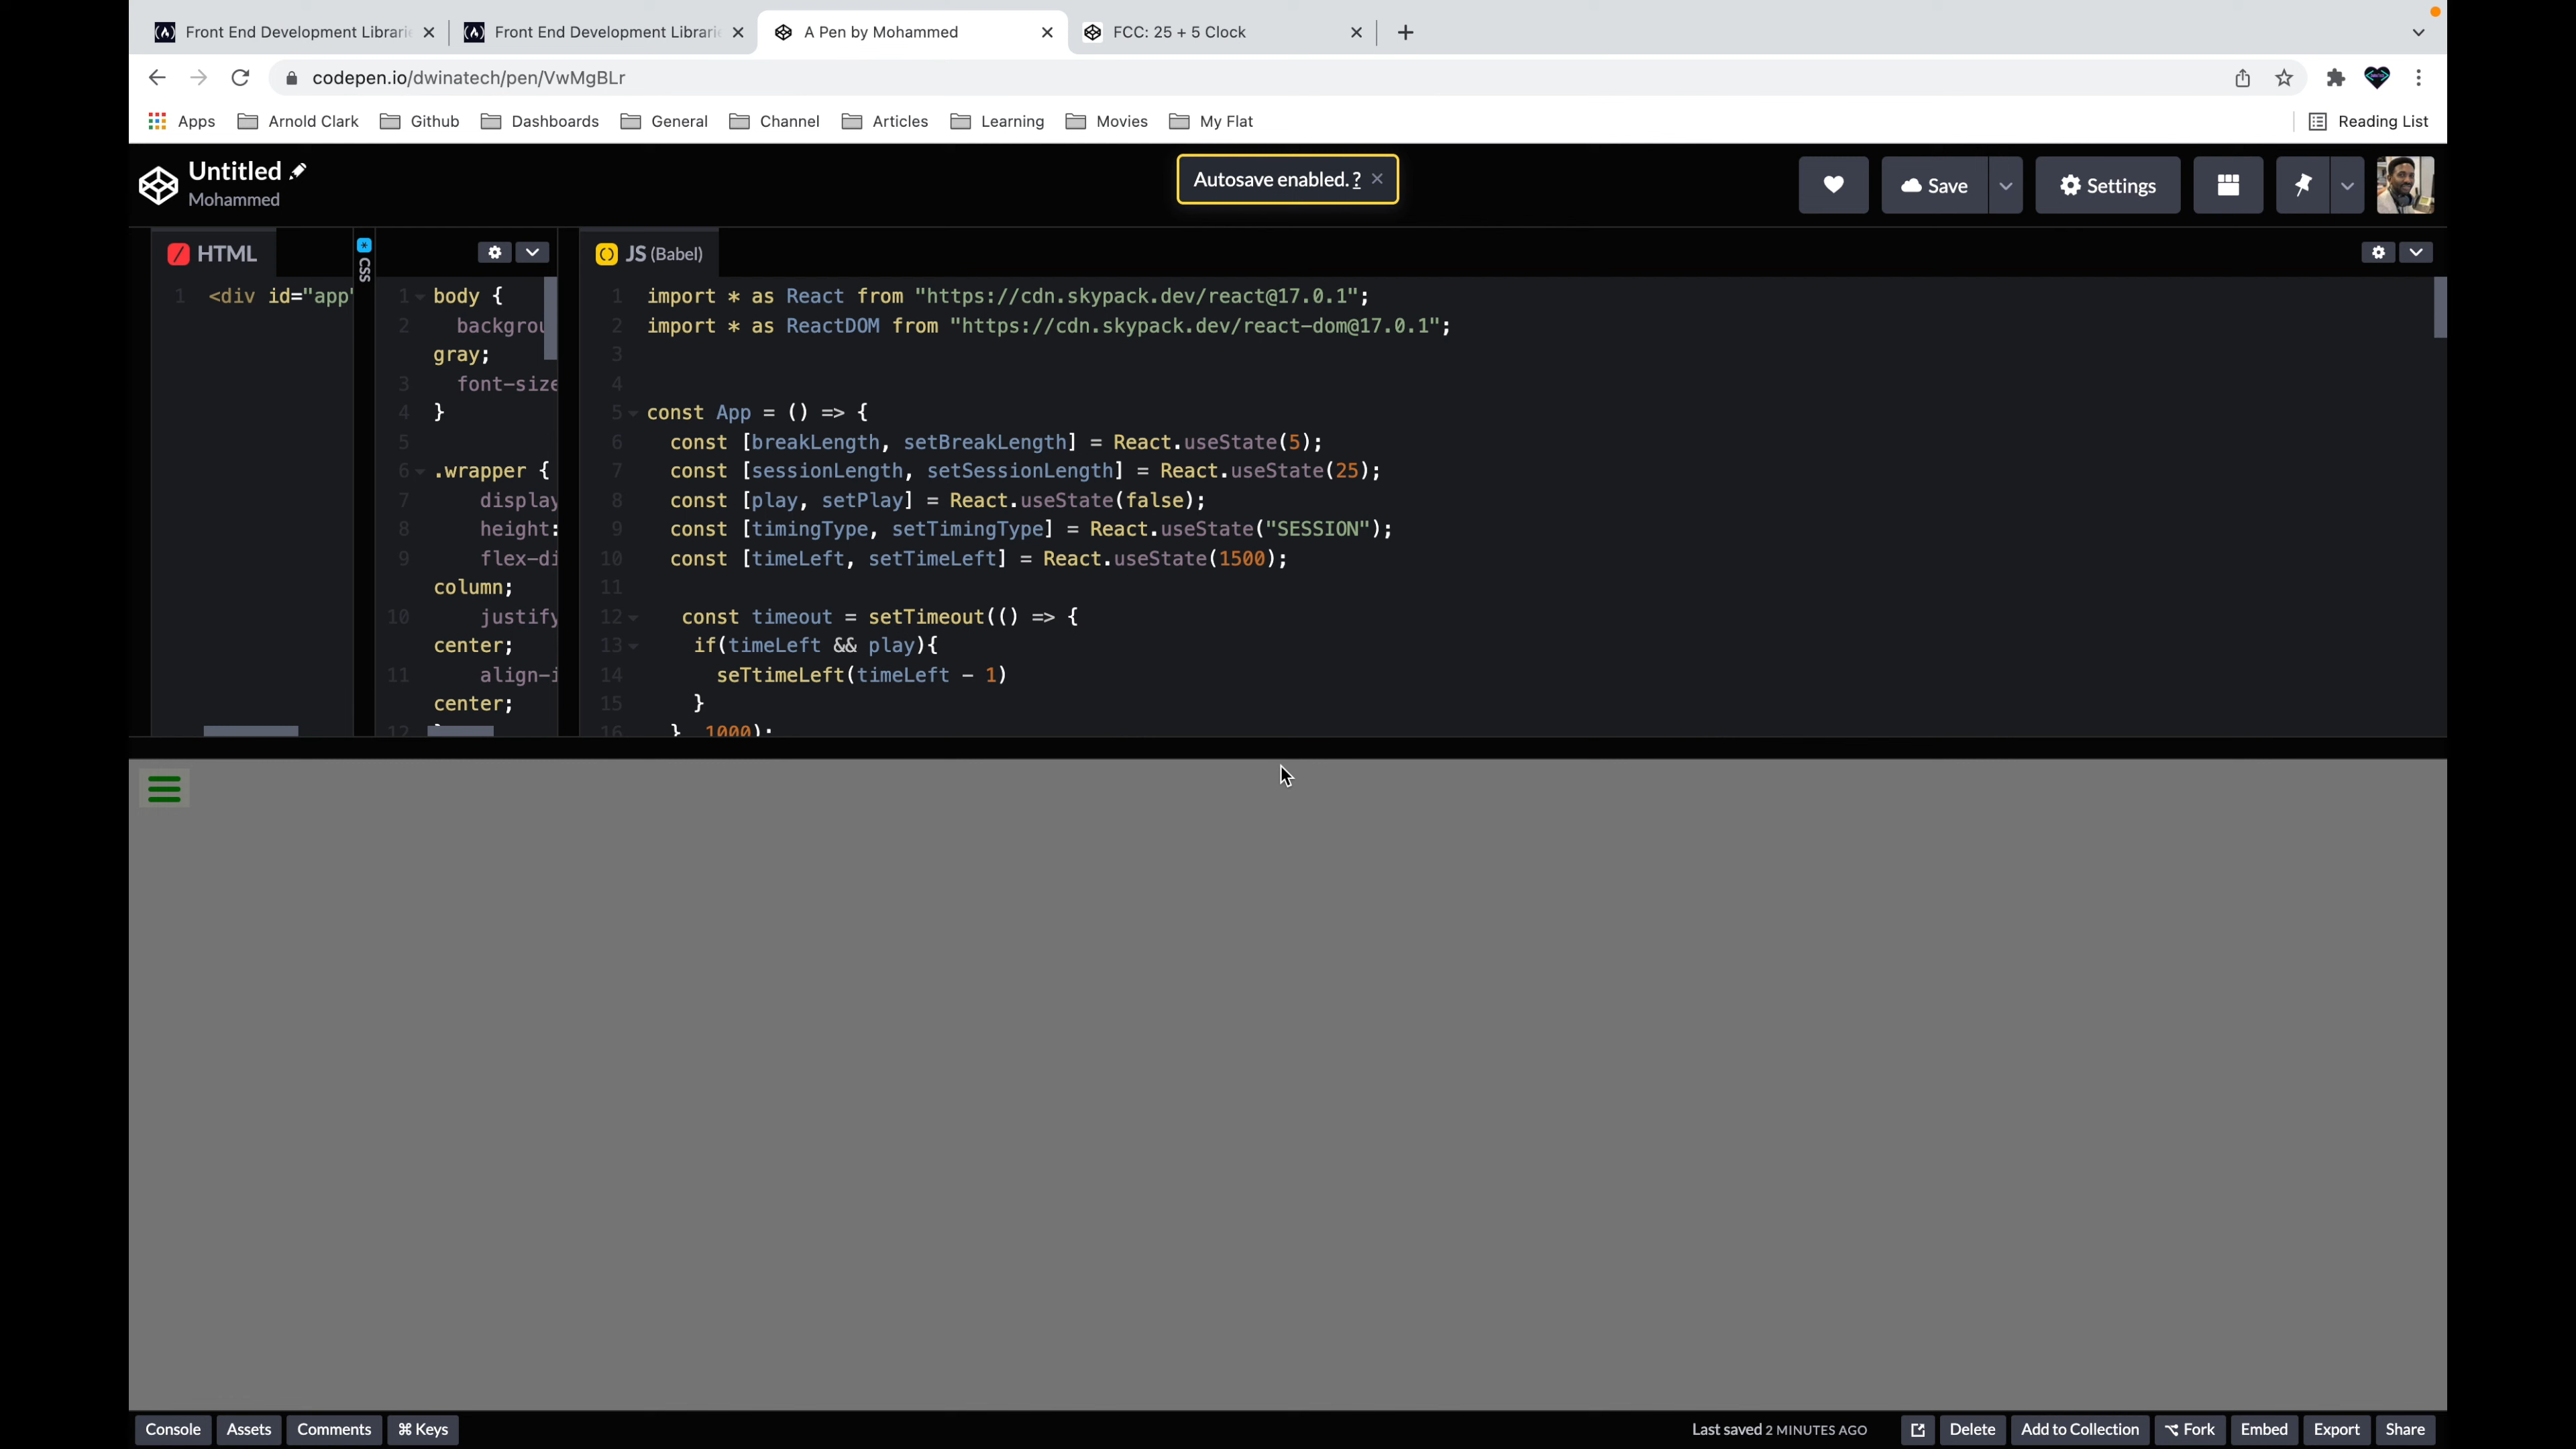 Front End Development Librarie
Front End Development Librarie
A Pen by Mohammed
FCC: 25 + 5 Clock
codepen.io/dwinatech/pen/VwMgBLr
Apps
Arnold Clark
Github
Dashboards
General
Channel
Articles
Learning
Movies
My Flat
Reading List
Untitled
Mohammed
Autosave enabled. ?
Save
Settings
HTML
1 <div id="app"
CSS
1 body {
2 backgrou
gray;
3 font-size
4 }
5
6 .wrapper {
7 display
8 height:
9 flex-di
column;
10 justify
center;
11 align-i
center;
12 }
JS (Babel)
1 import * as React from "https://cdn.skypack.dev/react@17.0.1";
2 import * as ReactDOM from "https://cdn.skypack.dev/react-dom@17.0.1";
3
4
5 const App = () => {
6 const [breakLength, setBreakLength] = React.useState(5);
7 const [sessionLength, setSessionLength] = React.useState(25);
8 const [play, setPlay] = React.useState(false);
9 const [timingType, setTimingType] = React.useState("SESSION");
10 const [timeLeft, setTimeLeft] = React.useState(1500);
11
12 const timeout = setTimeout(() => {
13 if(timeLeft && play){
14 seTtimeLeft(timeLeft - 1)
15 }
16 }, 1000);
Console
Assets
Comments
⌘ Keys
Last saved 2 MINUTES AGO
Delete
Add to Collection
⌥ Fork
Embed
Export
Share